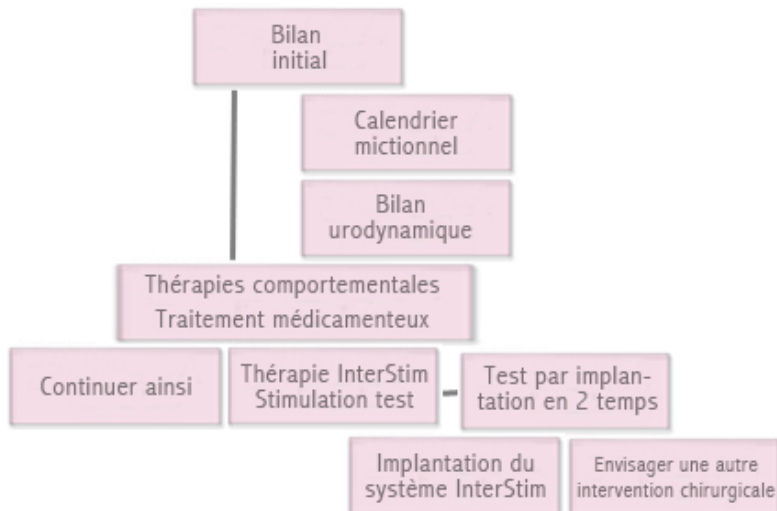 Bilan
initial
Calendrier
mictionnel
Bilan
urodynamique
Thérapies comportementales
Traitement médicamenteux
Continuer ainsi
Thérapie InterStim
Stimulation test
Test par implan-
tation en 2 temps
Implantation du
système InterStim
Envisager une autre
intervention chirurgicale